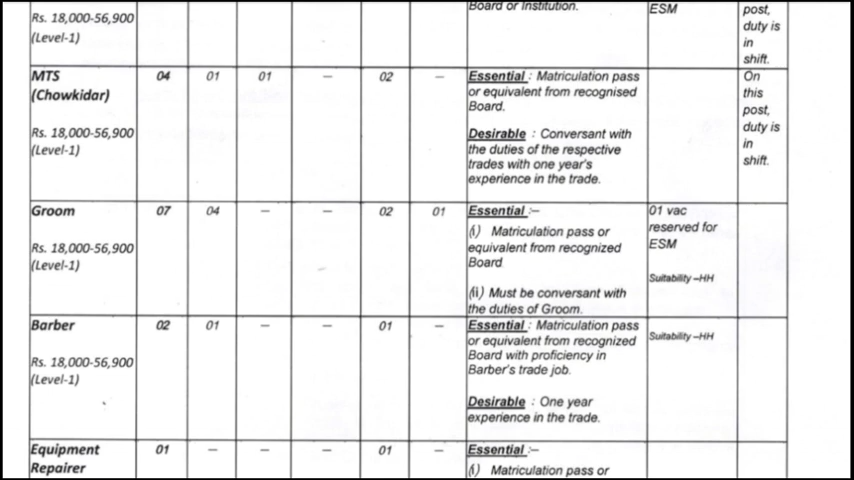 Rs. 18,000-56,900
(Level-1)
Board or Institution.
ESM
post,
duty is
in
shift.
MTS
(Chowkidar)
Rs. 18,000-56,900
(Level-1)
04 01 01 – 02 –
Essential : Matriculation pass
or equivalent from recognised
Board.
Desirable : Conversant with
the duties of the respective
trades with one year's
experience in the trade.
On
this
post,
duty is
in
shift.
Groom
Rs. 18,000-56,900
(Level-1)
07 04 – – 02 01
Essential :–
(i) Matriculation pass or
equivalent from recognized
Board
(ii) Must be conversant with
the duties of Groom.
01 vac
reserved for
ESM
Suitability –HH
Barber
Rs. 18,000-56,900
(Level-1)
02 01 – – 01 –
Essential : Matriculation pass
or equivalent from recognized
Board with proficiency in
Barber's trade job.
Desirable : One year
experience in the trade.
Suitability –HH
Equipment
Repairer
01 – – – 01 –
Essential :–
(i) Matriculation pass or